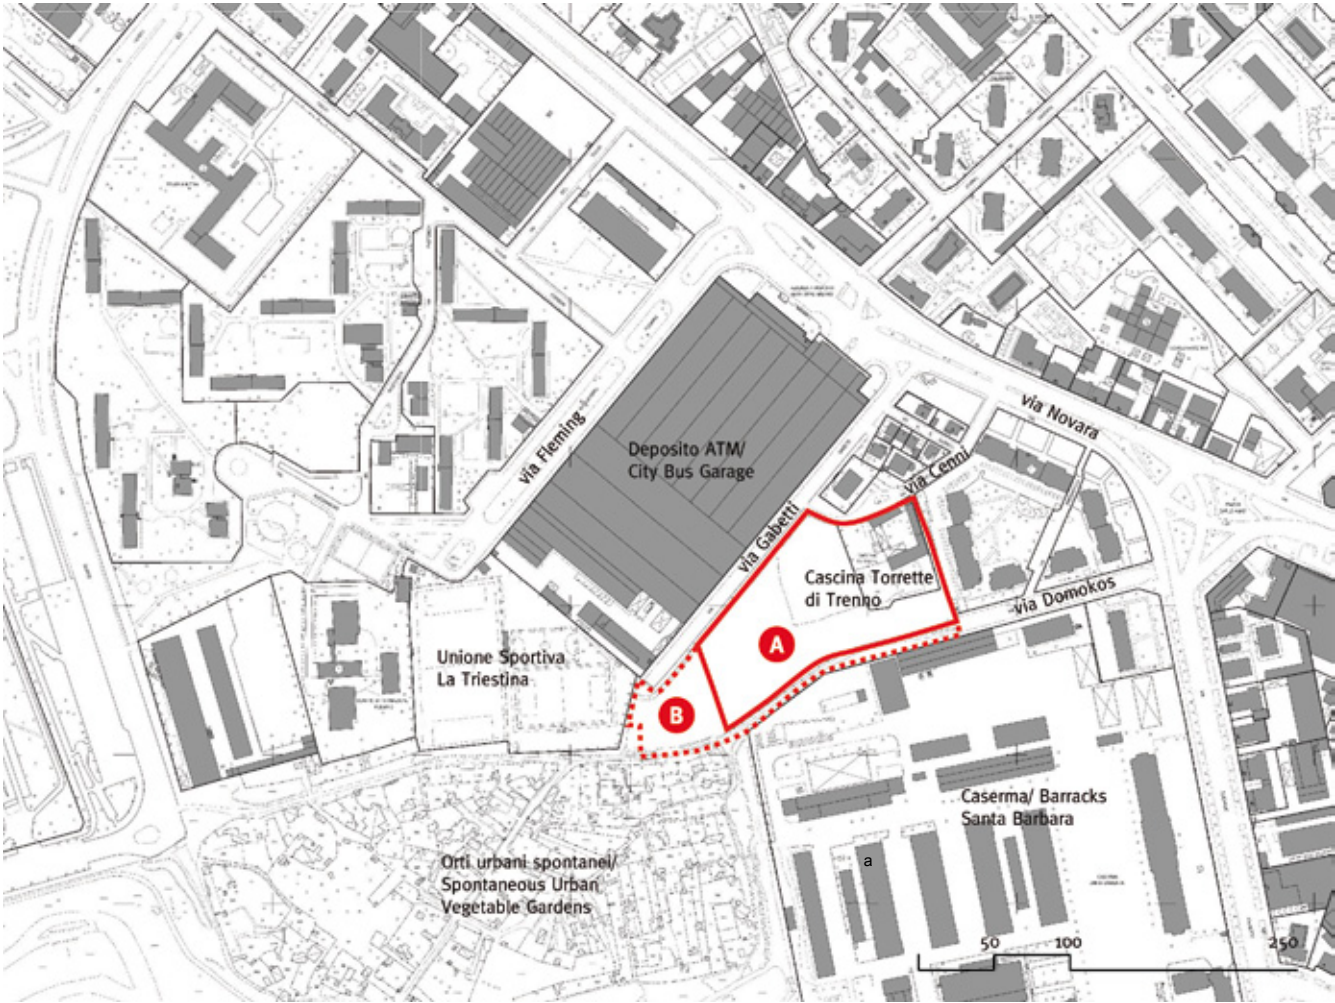 via Novara
via Fleming
Deposito ATM/
City Bus Garage
via Cenni
via Gabetti
Cascina Torrette
di Trenno
via Domokos
A
Unione Sportiva
La Triestina
B
Caserma/ Barracks
Santa Barbara
a
Orti urbani spontanei/
Spontaneous Urban
Vegetable Gardens
50 100 250